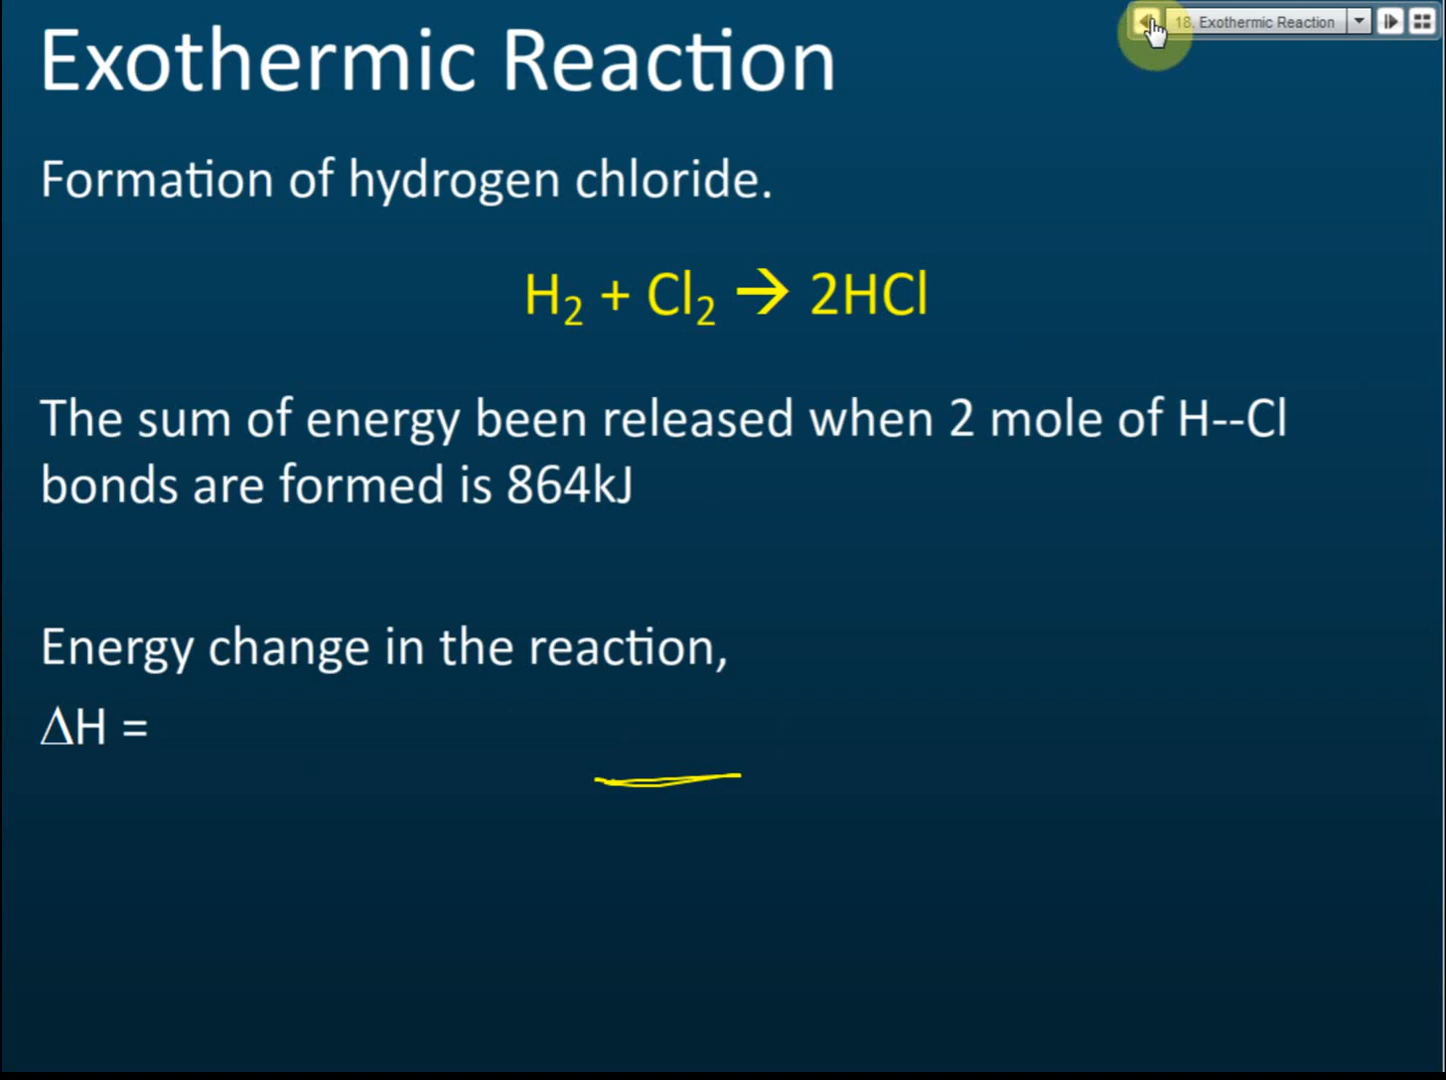 Exothermic Reaction
18. Exothermic Reaction
Formation of hydrogen chloride.
H₂ + Cl₂ → 2HCl
The sum of energy been released when 2 mole of H--Cl
bonds are formed is 864kJ
Energy change in the reaction,
ΔH =